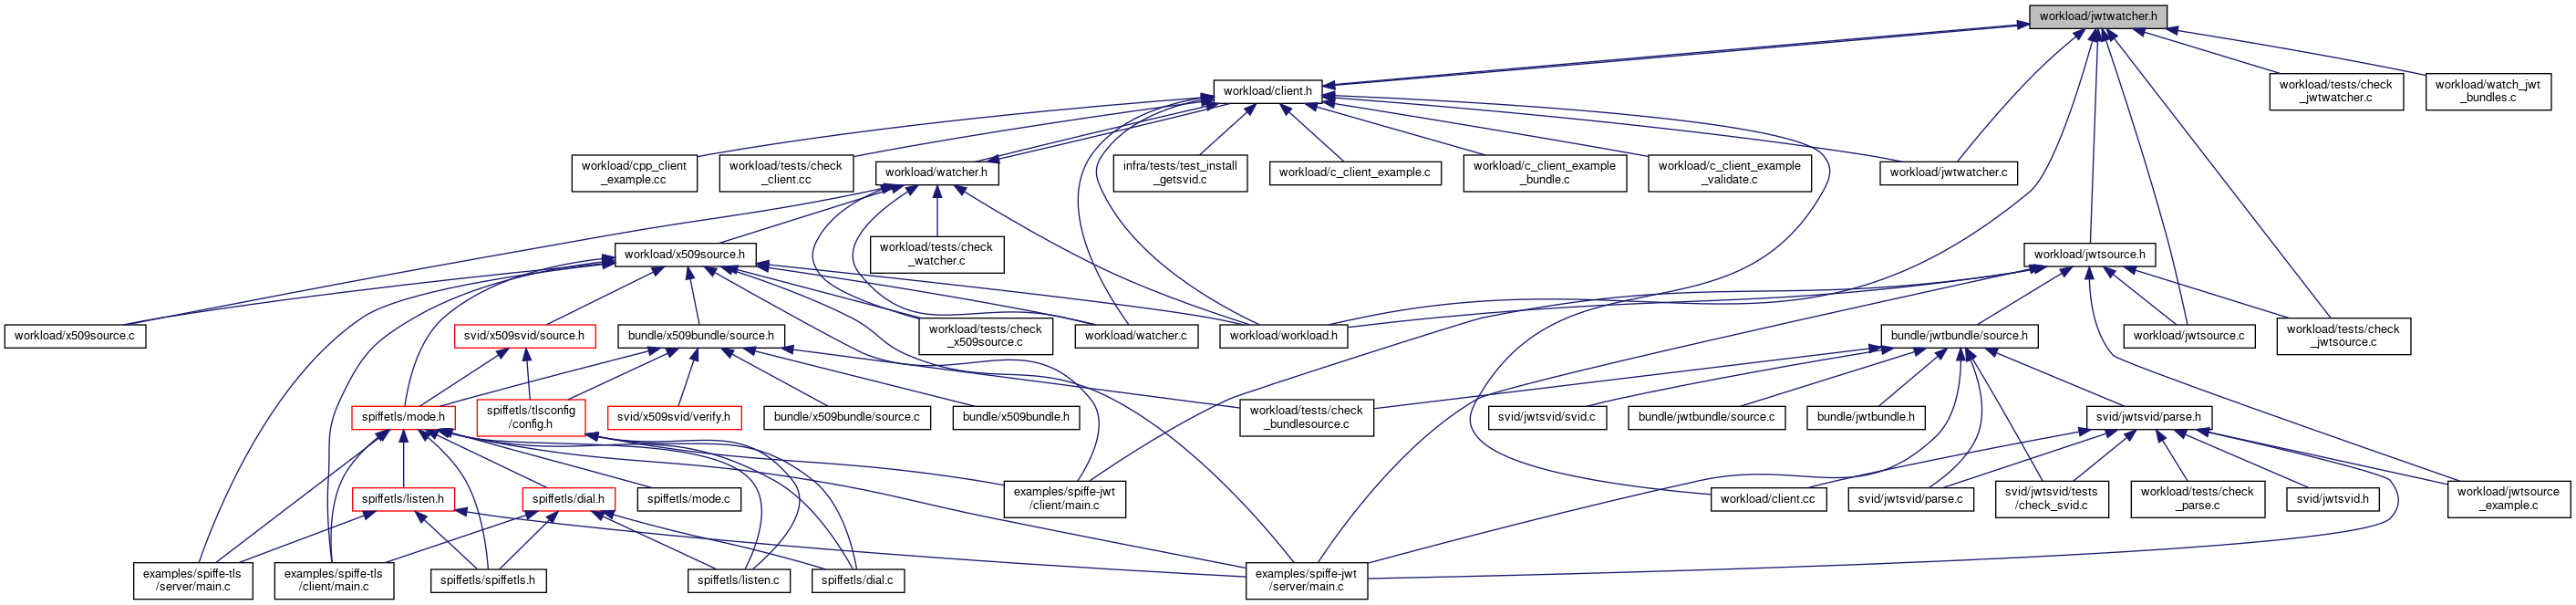 workload/jwtwatcher.h
workload/client.h
workload/tests/check
_jwtwatcher.c
workload/watch_jwt
_bundles.c
workload/cpp_client
_example.cc
workload/tests/check
_client.cc
workload/watcher.h
infra/tests/test_install
_getsvid.c
workload/c_client_example.c
workload/c_client_example
_bundle.c
workload/c_client_example
_validate.c
workload/jwtwatcher.c
workload/x509source.h
workload/tests/check
_watcher.c
workload/jwtsource.h
workload/x509source.c
svid/x509svid/source.h
bundle/x509bundle/source.h
workload/tests/check
_x509source.c
workload/watcher.c
workload/workload.h
bundle/jwtbundle/source.h
workload/jwtsource.c
workload/tests/check
_jwtsource.c
spiffetls/mode.h
spiffetls/tlsconfig
/config.h
svid/x509svid/verify.h
bundle/x509bundle/source.c
bundle/x509bundle.h
workload/tests/check
_bundlesource.c
svid/jwtsvid/svid.c
bundle/jwtbundle/source.c
bundle/jwtbundle.h
svid/jwtsvid/parse.h
spiffetls/listen.h
spiffetls/dial.h
spiffetls/mode.c
examples/spiffe-jwt
/client/main.c
workload/client.cc
svid/jwtsvid/parse.c
svid/jwtsvid/tests
/check_svid.c
workload/tests/check
_parse.c
svid/jwtsvid.h
workload/jwtsource
_example.c
examples/spiffe-tls
/server/main.c
examples/spiffe-tls
/client/main.c
spiffetls/spiffetls.h
spiffetls/listen.c
spiffetls/dial.c
examples/spiffe-jwt
/server/main.c